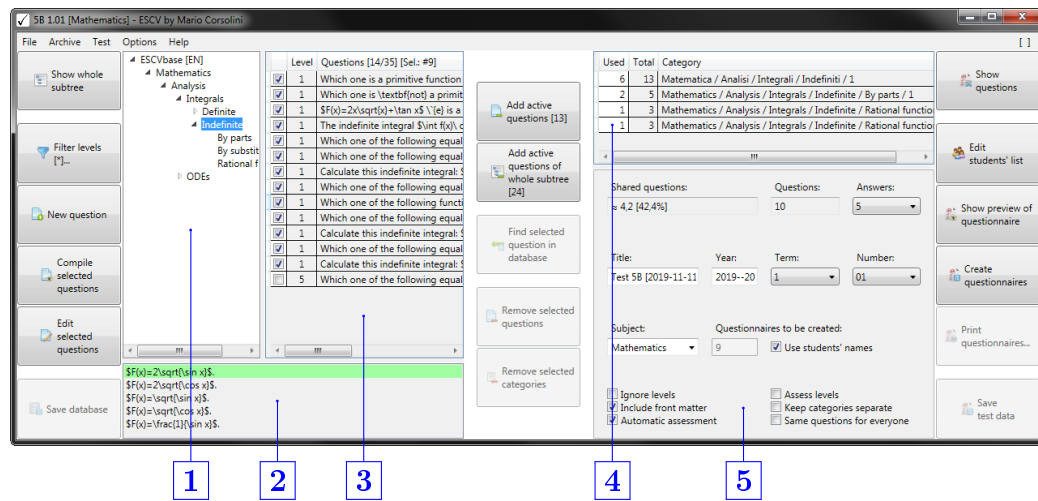 5B 1.01 [Mathematics] - ESCV by Mario Corsolini
File Archive Test Options Help [ ]
Show whole
subtree
Filter levels
[*]...
New question
Compile
selected
questions
Edit
selected
questions
Save database
ESCVbase [EN]
Mathematics
Analysis
Integrals
Definite
Indefinite
By parts
By substit
Rational f
ODEs
Level Questions [14/35] [Sel.: #9]
1 Which one is a primitive function
1 Which one is \textbf{not} a primit
1 $F(x)=2x\sqrt{x}+\tan x$ \`{e} is a
1 The indefinite integral $\int f(x)\
1 Which one of the following equal
1 Which one of the following equal
1 Calculate this indefinite integral: $
1 Which one of the following equal
1 Which one of the following functi
1 Which one of the following equal
1 Calculate this indefinite integral: $
1 Which one of the following equal
1 Calculate this indefinite integral: $
5 Which one of the following equal
$F(x)=2\sqrt{\sin x}$.
$F(x)=2\sqrt{\cos x}$.
$F(x)=\sqrt{\sin x}$.
$F(x)=\sqrt{\cos x}$.
$F(x)=\frac{1}{\sin x}$.
Add active
questions [13]
Add active
questions of
whole subtree
[24]
Find selected
question in
database
Remove selected
questions
Remove selected
categories
Used Total Category
6 13 Matematica / Analisi / Integrali / Indefiniti / 1
2 5 Mathematics / Analysis / Integrals / Indefinite / By parts / 1
1 3 Mathematics / Analysis / Integrals / Indefinite / Rational functio
1 3 Mathematics / Analysis / Integrals / Indefinite / Rational functio
Shared questions: Questions: Answers:
≈ 4,2 [42,4%] 10 5
Title: Year: Term: Number:
Test 5B [2019-11-11 2019--20 1 01
Subject: Questionnaires to be created:
Mathematics 9 Use students' names
Ignore levels Assess levels
Include front matter Keep categories separate
Automatic assessment Same questions for everyone
Show
questions
Edit
students' list
Show preview of
questionnaire
Create
questionnaires
Print
questionnaires...
Save
test data
1 2 3 4 5